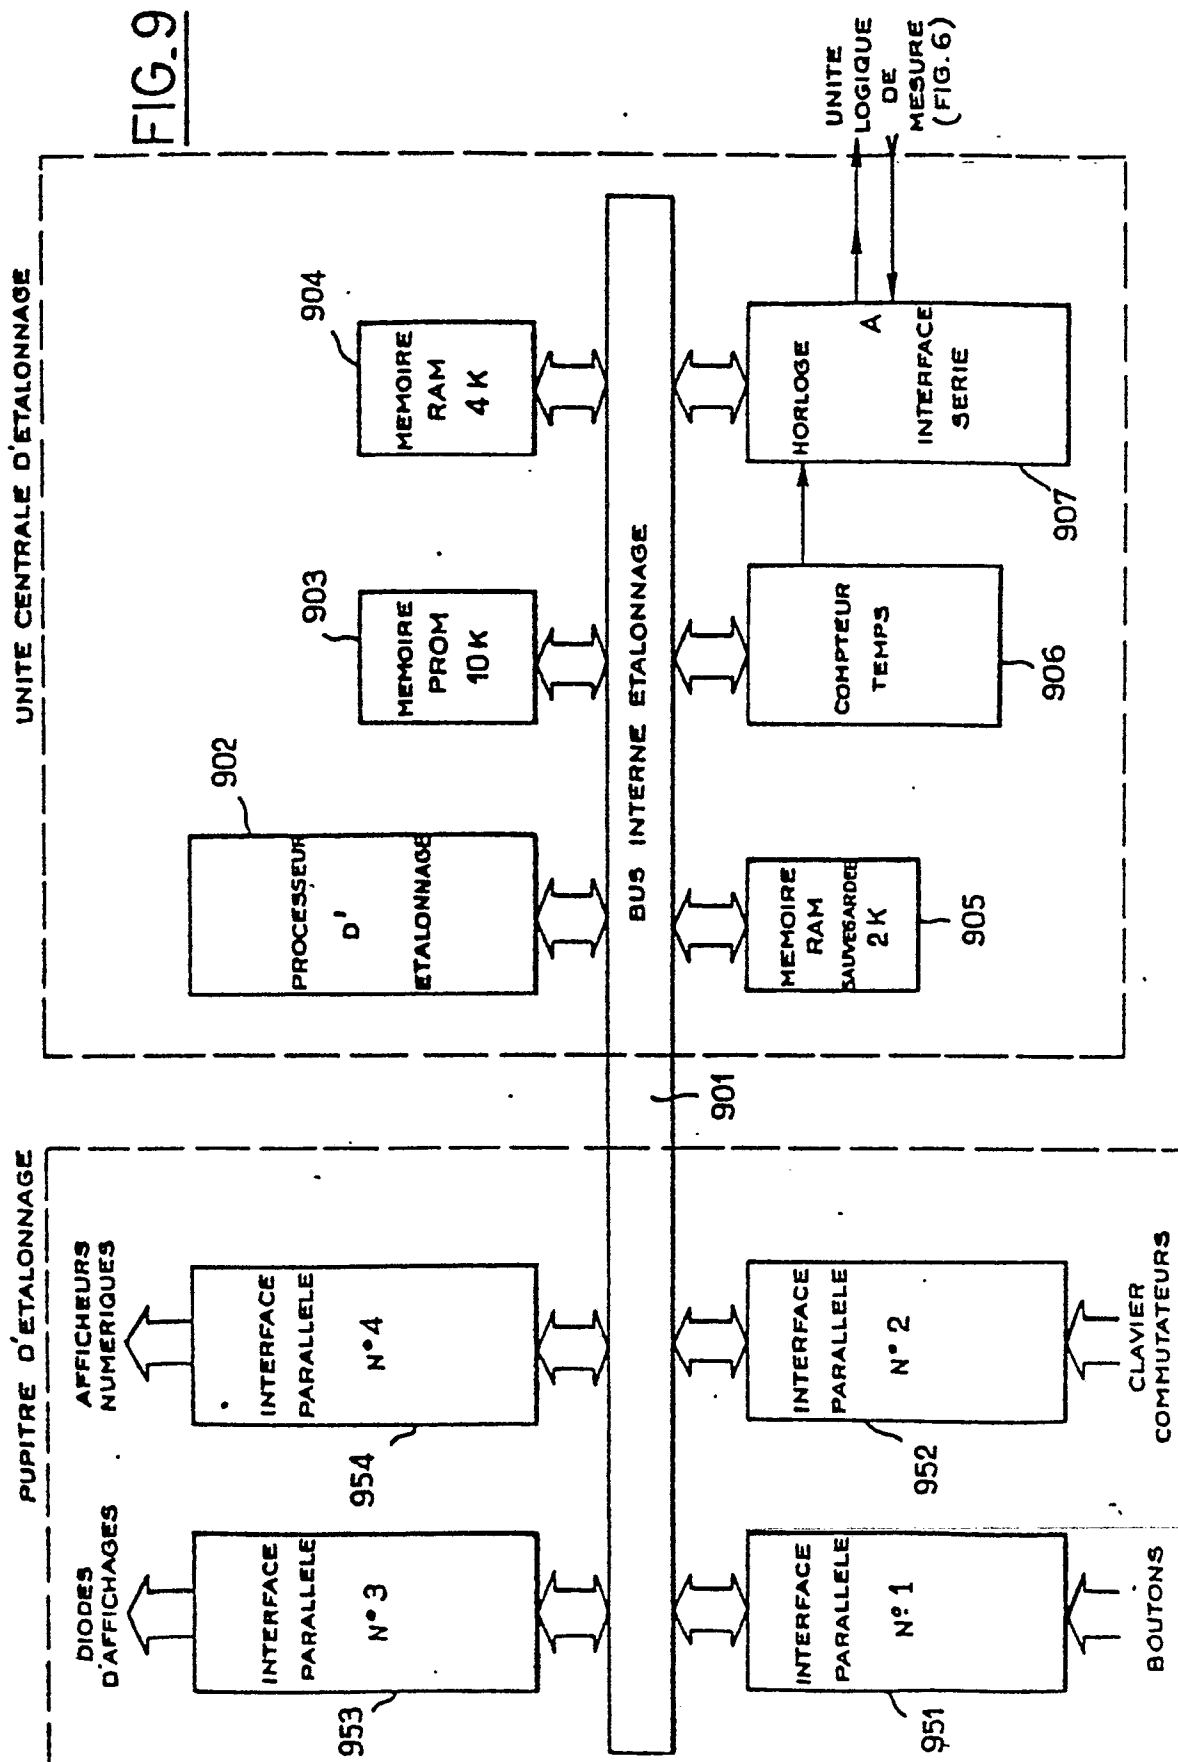 FIG. 9
PUPITRE D'ETALONNAGE
UNITE CENTRALE D'ETALONNAGE
DIODES
D'AFFICHAGES
AFFICHEURS
NUMERIQUES
953
INTERFACE
PARALLELE
N° 3
954
INTERFACE
PARALLELE
N° 4
902
PROCESSEUR
D'
ETALONNAGE
903
MEMOIRE
PROM
10K
904
MEMOIRE
RAM
4K
901
BUS INTERNE ETALONNAGE
951
INTERFACE
PARALLELE
N° 1
952
INTERFACE
PARALLELE
N° 2
905
MEMOIRE
RAM
SAUVEGARDEE
2K
906
COMPTEUR
TEMPS
907
HORLOGE
A
INTERFACE
SERIE
UNITE
LOGIQUE
DE
MESURE
(FIG. 6)
BOUTONS
CLAVIER
COMMUTATEURS